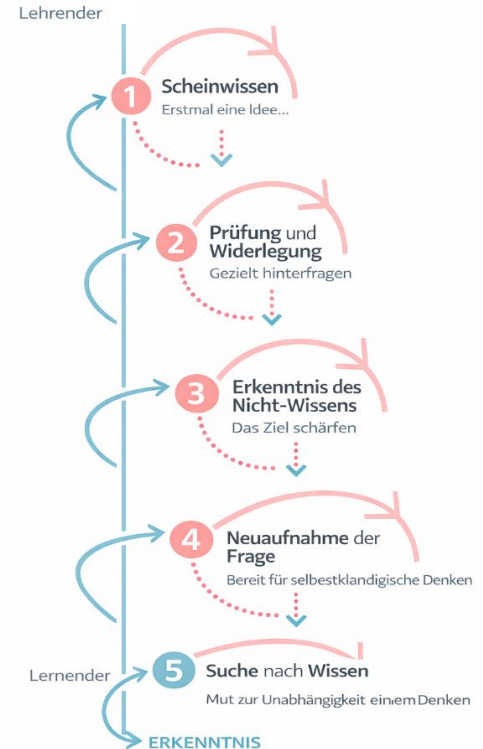 Lehrender
1
Scheinwissen
Erstmal eine Idee...
2
Prüfung und
Widerlegung
Gezielt hinterfragen
3
Erkenntnis des
Nicht-Wissens
Das Ziel schärfen
4
Neuaufnahme der
Frage
Bereit für selbestklandigische Denken
Lernender
5
Suche nach Wissen
Mut zur Unabhängigkeit einem Denken
ERKENNTNIS